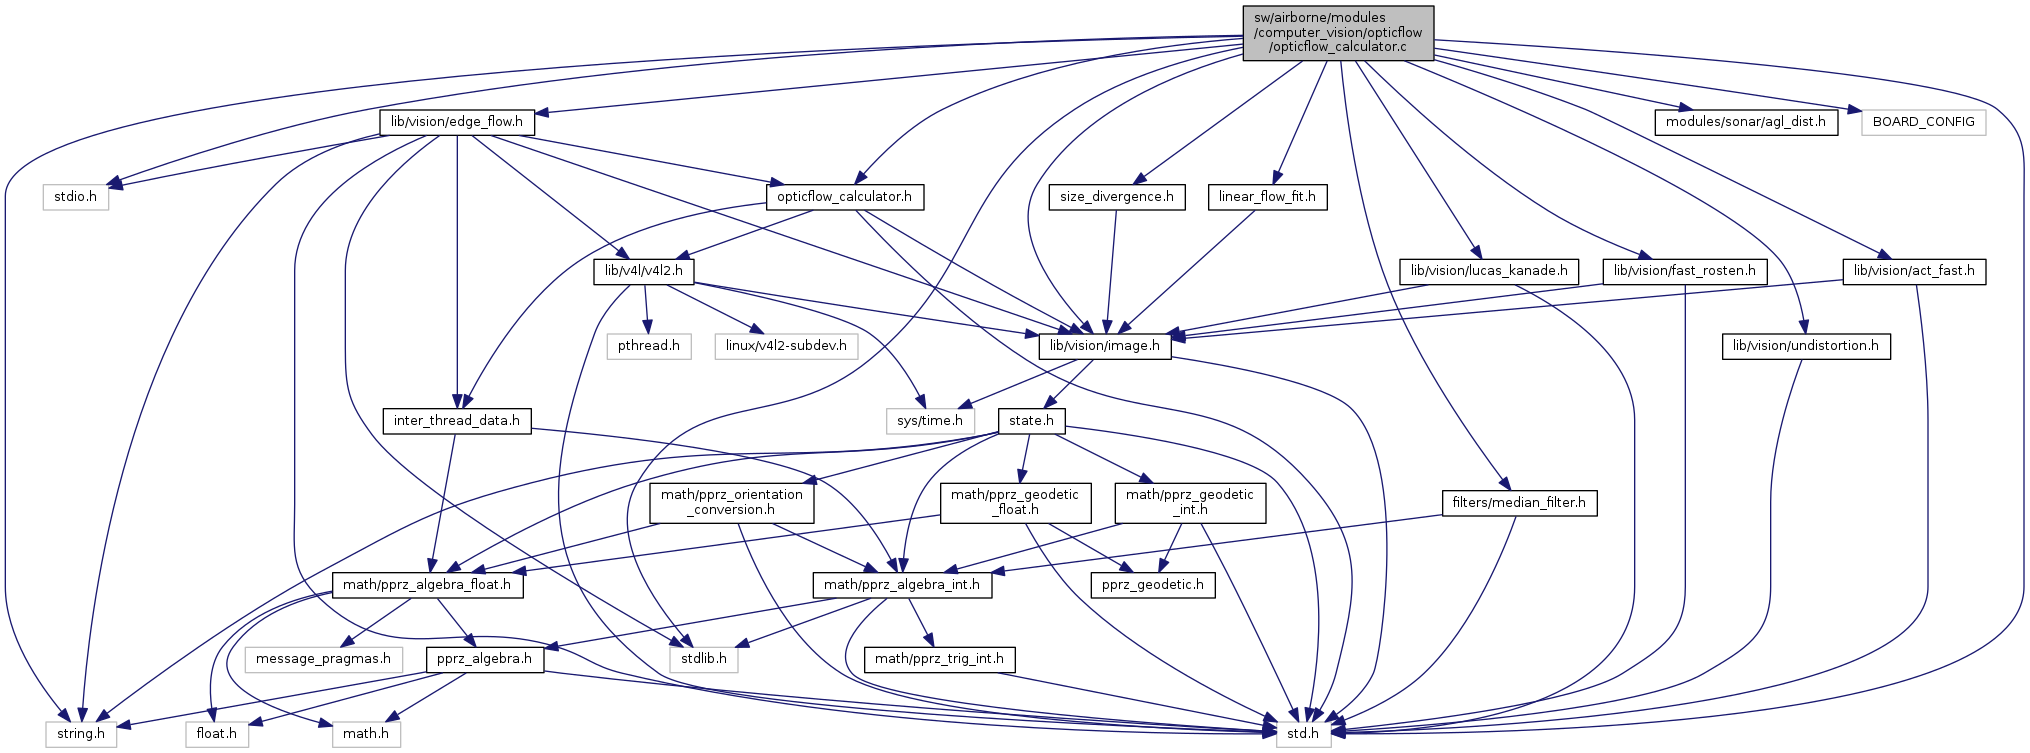 sw/airborne/modules
/computer_vision/opticflow
/opticflow_calculator.c
lib/vision/edge_flow.h
modules/sonar/agl_dist.h
BOARD_CONFIG
stdio.h
opticflow_calculator.h
size_divergence.h
linear_flow_fit.h
lib/v4l/v4l2.h
lib/vision/lucas_kanade.h
lib/vision/fast_rosten.h
lib/vision/act_fast.h
pthread.h
linux/v4l2-subdev.h
lib/vision/image.h
lib/vision/undistortion.h
inter_thread_data.h
sys/time.h
state.h
math/pprz_orientation
_conversion.h
math/pprz_geodetic
_float.h
math/pprz_geodetic
_int.h
filters/median_filter.h
math/pprz_algebra_float.h
math/pprz_algebra_int.h
pprz_geodetic.h
message_pragmas.h
pprz_algebra.h
stdlib.h
math/pprz_trig_int.h
string.h
float.h
math.h
std.h